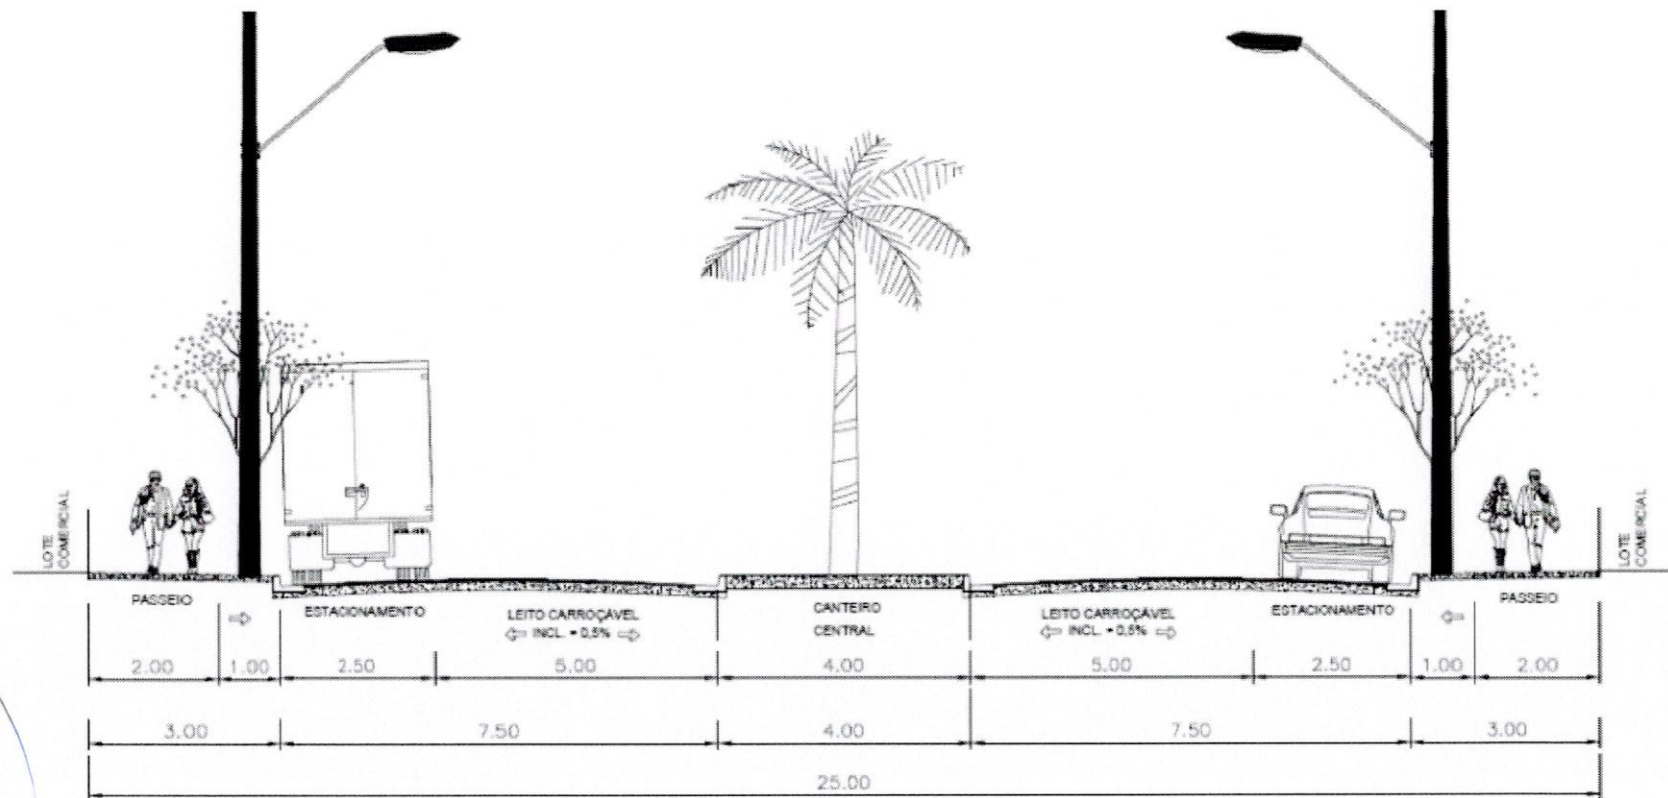 LOTE
COMERCIAL
LOTE
COMERCIAL
PASSEIO
ESTACIONAMENTO
LEITO CARROÇÁVEL
INCL. = 0,5%
CANTEIRO
CENTRAL
LEITO CARROÇÁVEL
INCL. = 0,5%
ESTACIONAMENTO
PASSEIO
2.00 1.00 2.50 5.00 4.00 5.00 2.50 1.00 2.00
3.00 7.50 4.00 7.50 3.00
25.00